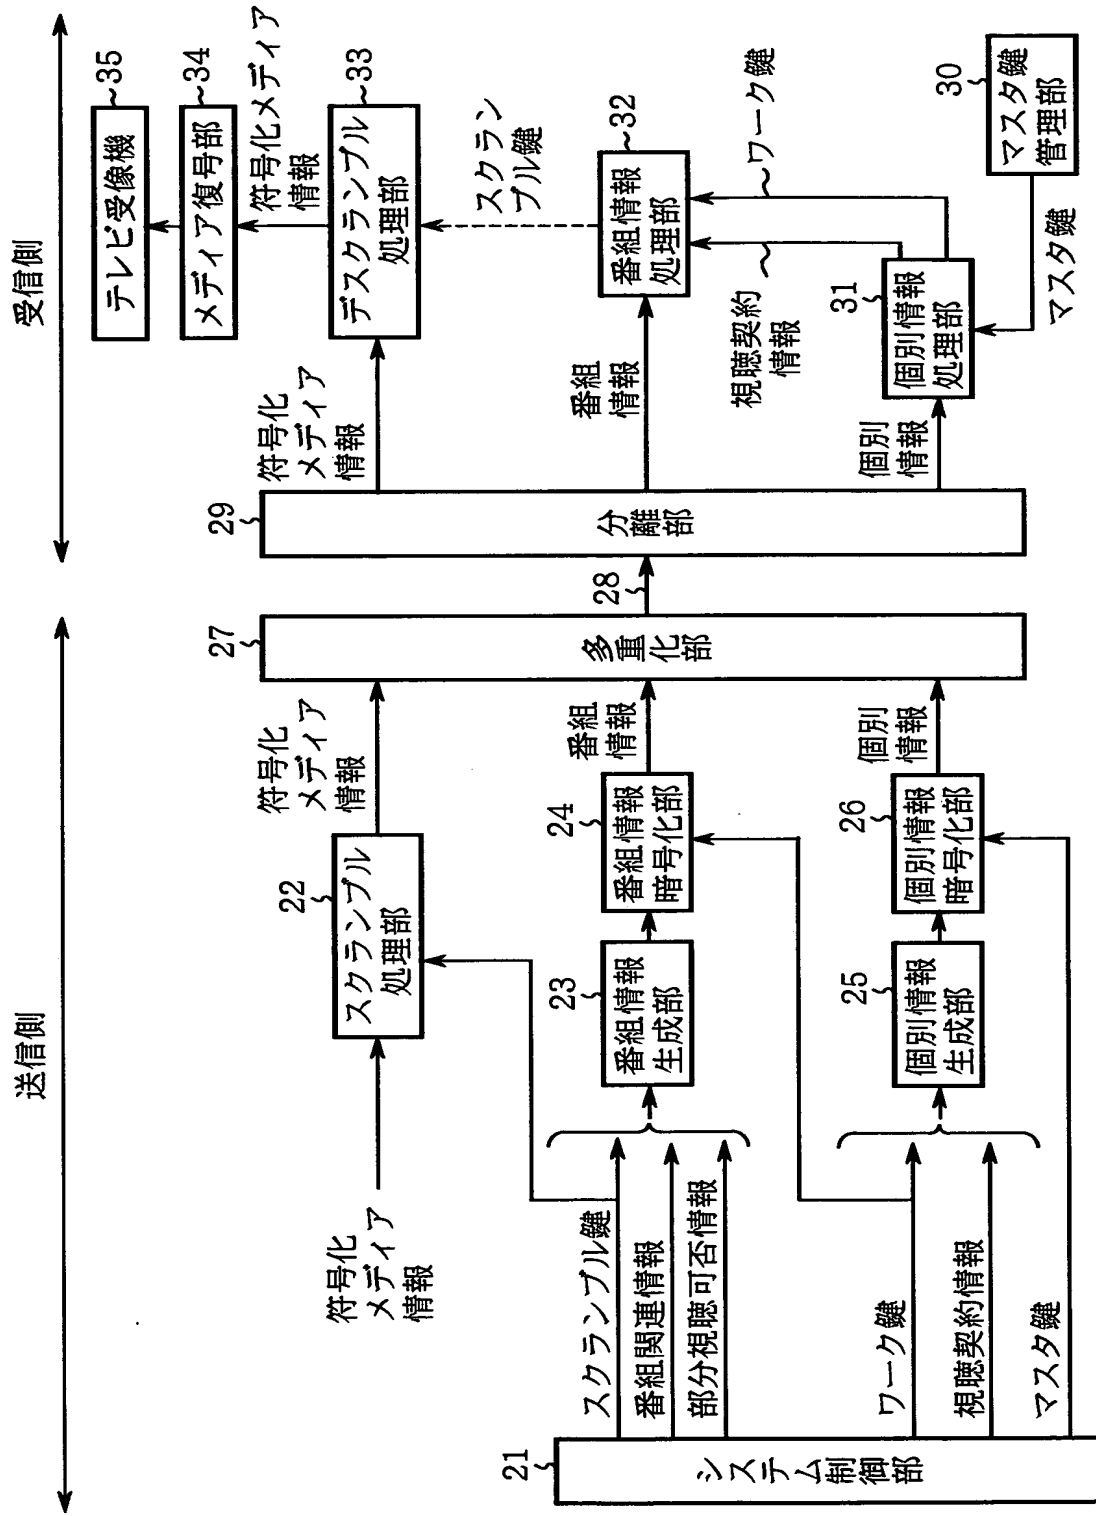 送信側
受信側
符号化
メディア
情報
22
スクランブル
処理部
符号化
メディア
情報
27
多重化部
28
29
分離部
符号化
メディア
情報
デスクランブル
処理部
33
符号化メディア
情報
メディア復号部
34
テレビ受像機
35
21
システム制御部
スクランブル鍵
番組関連情報
部分視聴可否情報
23
番組情報
生成部
24
番組情報
暗号化部
番組
情報
番組
情報
番組情報
処理部
32
スクラン
ブル鍵
ワーク鍵
視聴契約情報
マスタ鍵
25
個別情報
生成部
26
個別情報
暗号化部
個別
情報
個別
情報
31
個別情報
処理部
視聴契約
情報
ワーク鍵
マスタ鍵
30
マスタ鍵
管理部